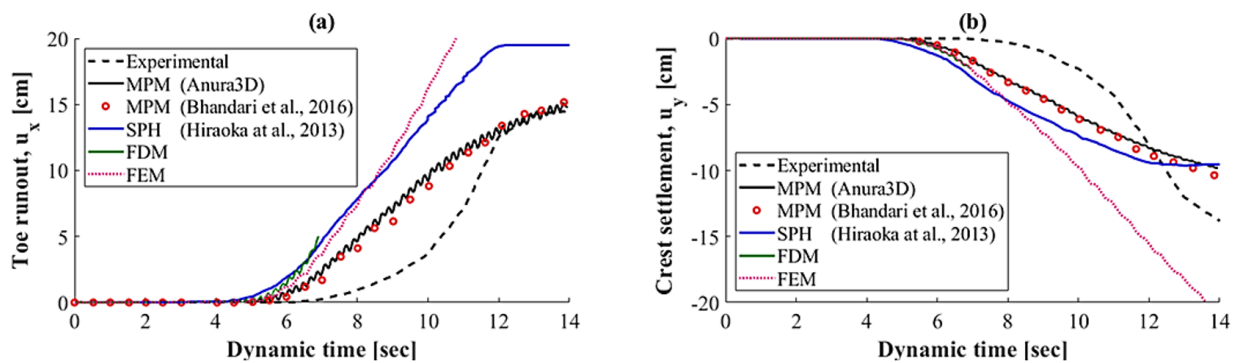 (a)
20
15
10
5
0
Toe runout, u_x [cm]
Experimental
MPM (Anura3D)
MPM (Bhandari et al., 2016)
SPH (Hiraoka at al., 2013)
FDM
FEM
0 2 4 6 8 10 12 14
Dynamic time [sec]
(b)
0
-5
-10
-15
-20
Crest settlement, u_y [cm]
Experimental
MPM (Anura3D)
MPM (Bhandari et al., 2016)
SPH (Hiraoka at al., 2013)
FDM
FEM
0 2 4 6 8 10 12 14
Dynamic time [sec]